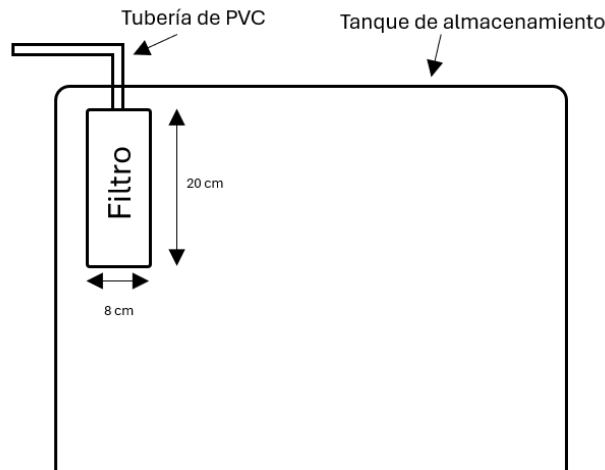 Tubería de PVC
Tanque de almacenamiento
Filtro
20 cm
8 cm